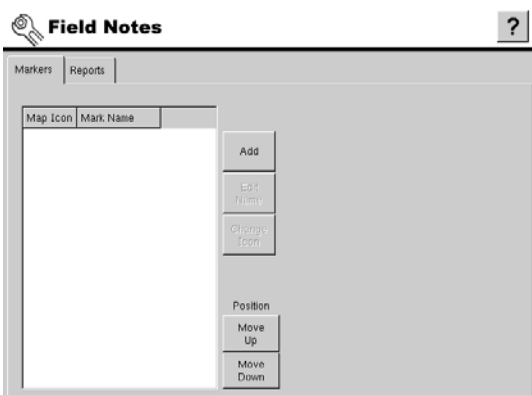 Field Notes
?
Markers
Reports
Map Icon
Mark Name
Add
Edit
Name
Change
Icon
Position
Move
Up
Move
Down